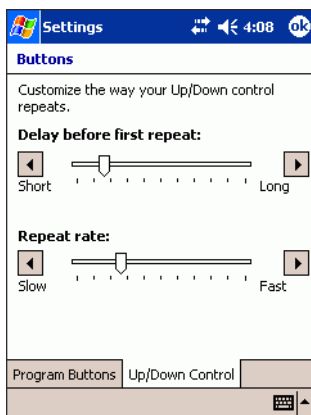 Settings 4:08 ok
Buttons
Customize the way your Up/Down control
repeats.
Delay before first repeat:
Short Long
Repeat rate:
Slow Fast
Program Buttons Up/Down Control